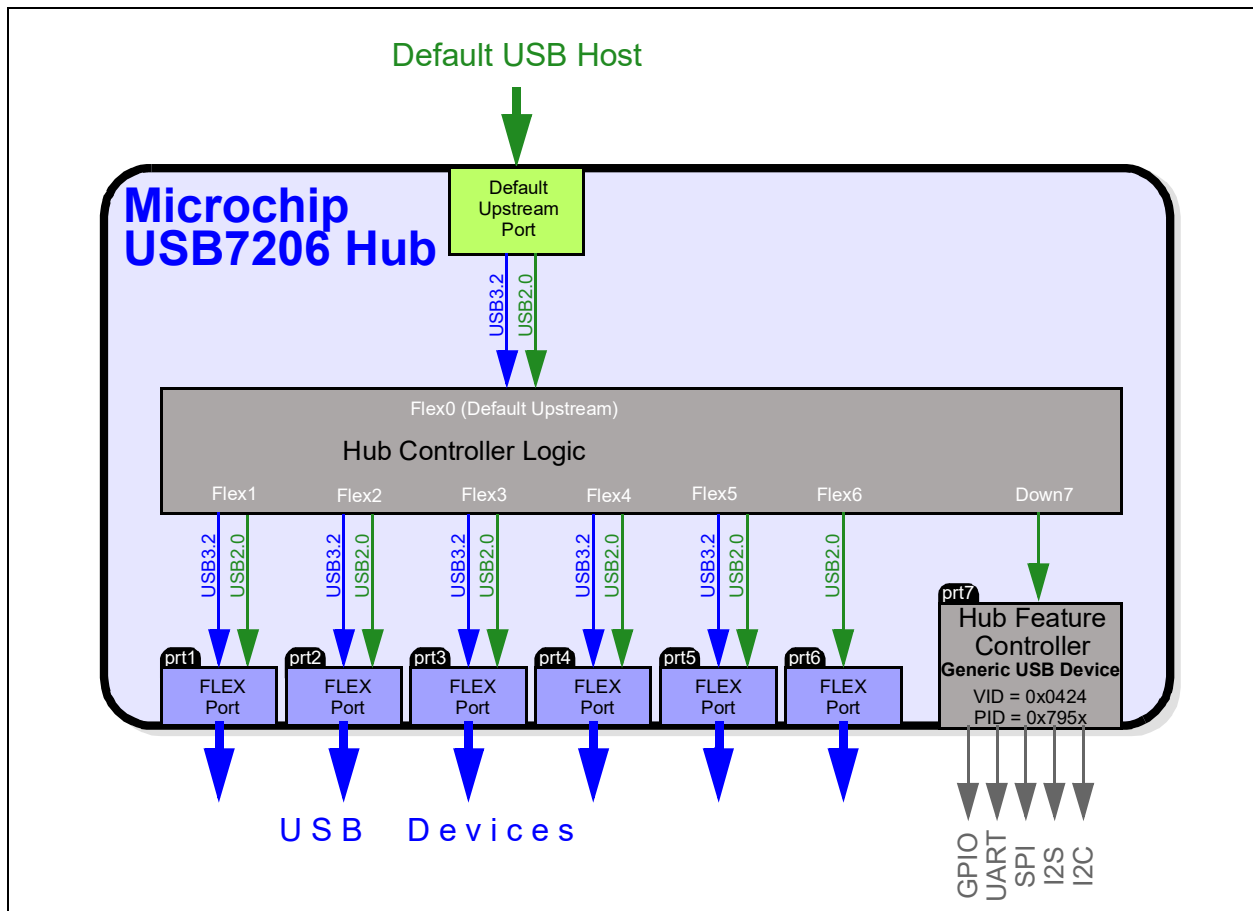 Default USB Host
Microchip
USB7206 Hub
Default
Upstream
Port
USB3.2
USB2.0
Flex0 (Default Upstream)
Hub Controller Logic
Flex1
Flex2
Flex3
Flex4
Flex5
Flex6
Down7
USB3.2
USB2.0
USB3.2
USB2.0
USB3.2
USB2.0
USB3.2
USB2.0
USB3.2
USB2.0
USB2.0
prt1
FLEX
Port
prt2
FLEX
Port
prt3
FLEX
Port
prt4
FLEX
Port
prt5
FLEX
Port
prt6
FLEX
Port
prt7
Hub Feature
Controller
Generic USB Device
VID = 0x0424
PID = 0x795x
USB Devices
GPIO
UART
SPI
I2S
I2C